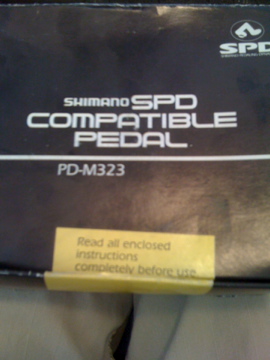 SPD
SHIMANO SPD
COMPATIBLE
PEDAL
PD-M323
Read all enclosed
instructions
completely before use